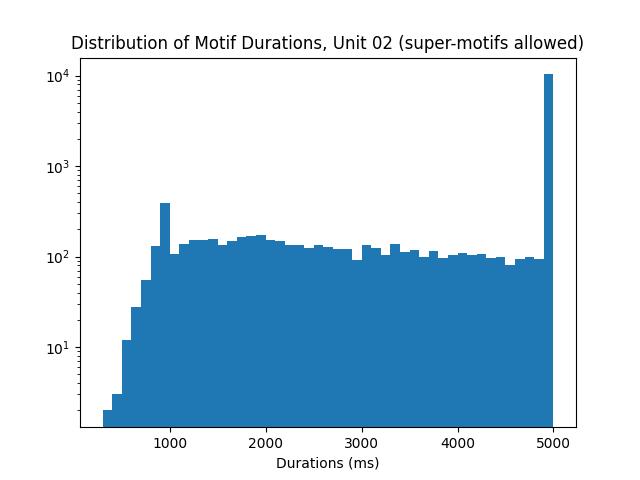 Distribution of Motif Durations, Unit 02 (super-motifs allowed)
10⁴
10³
10²
10¹
1000 2000 3000 4000 5000
Durations (ms)